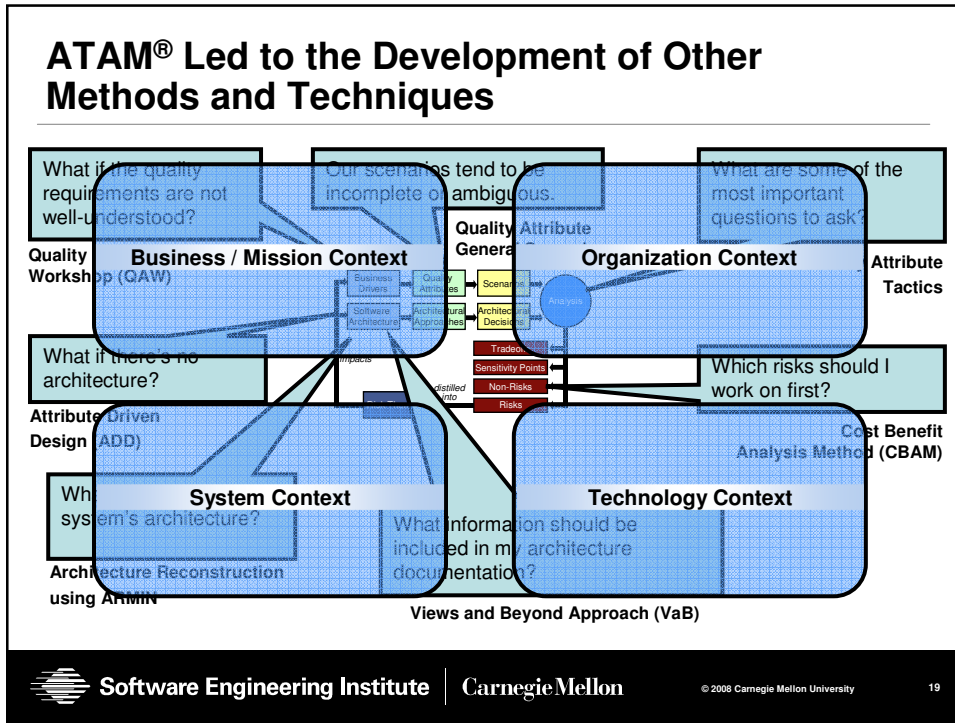 ATAM® Led to the Development of Other
Methods and Techniques
What if the quality
requirements are not
well-understood?
Our scenarios tend to be
incomplete or ambiguous.
What are some of the
most important
questions to ask?
Quality
Workshop (QAW)
Business / Mission Context
Quality Attribute
General
Organization Context
Attribute
Tactics
Business
Drivers
Quality
Attributes
Scenarios
Analysis
Software
Architecture
Architectural
Approaches
Architectural
Decisions
impacts
What if there's no
architecture?
Tradeoffs
Sensitivity Points
Non-Risks
Risks
distilled
into
Which risks should I
work on first?
Attribute Driven
Design (ADD)
Cost Benefit
Analysis Method (CBAM)
System Context
system's architecture?
Technology Context
What information should be
included in my architecture
documentation?
Architecture Reconstruction
using ARMIN
Views and Beyond Approach (VaB)
Software Engineering Institute
Carnegie Mellon
© 2008 Carnegie Mellon University
19